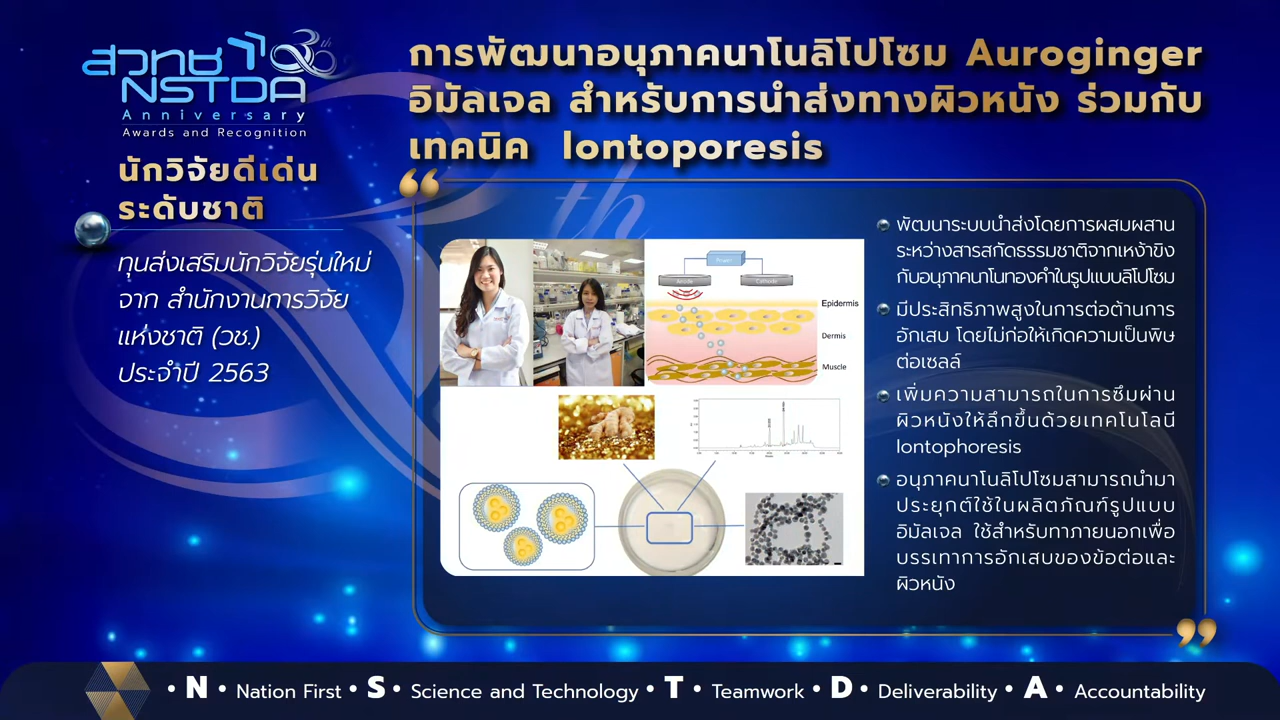 สวทช
NSTDA
30th
Anniversary
Awards and Recognition
นักวิจัยดีเด่น
ระดับชาติ
ทุนส่งเสริมนักวิจัยรุ่นใหม่
จาก สำนักงานการวิจัย
แห่งชาติ (วช.)
ประจำปี 2563
การพัฒนาอนุภาคนาโนลิโปโซม Auroginger
อิมัลเจล สำหรับการนำส่งทางผิวหนัง ร่วมกับ
เทคนิค Iontoporesis
th
Power
Anode
Cathode
Epidermis
Dermis
Muscle
พัฒนาระบบนำส่งโดยการผสมผสาน
ระหว่างสารสกัดธรรมชาติจากเหง้าขิง
กับอนุภาคนาโนทองคำในรูปแบบลิโปโซม
มีประสิทธิภาพสูงในการต่อต้านการ
อักเสบ โดยไม่ก่อให้เกิดความเป็นพิษ
ต่อเซลล์
เพิ่มความสามารถในการซึมผ่าน
ผิวหนังให้ลึกขึ้นด้วยเทคโนโลนี
Iontophoresis
อนุภาคนาโนลิโปโซมสามารถนำมา
ประยุกต์ใช้ในผลิตภัณฑ์รูปแบบ
อิมัลเจล ใช้สำหรับทาภายนอกเพื่อ
บรรเทาการอักเสบของข้อต่อและ
ผิวหนัง
• N • Nation First • S • Science and Technology • T • Teamwork • D • Deliverability • A • Accountability